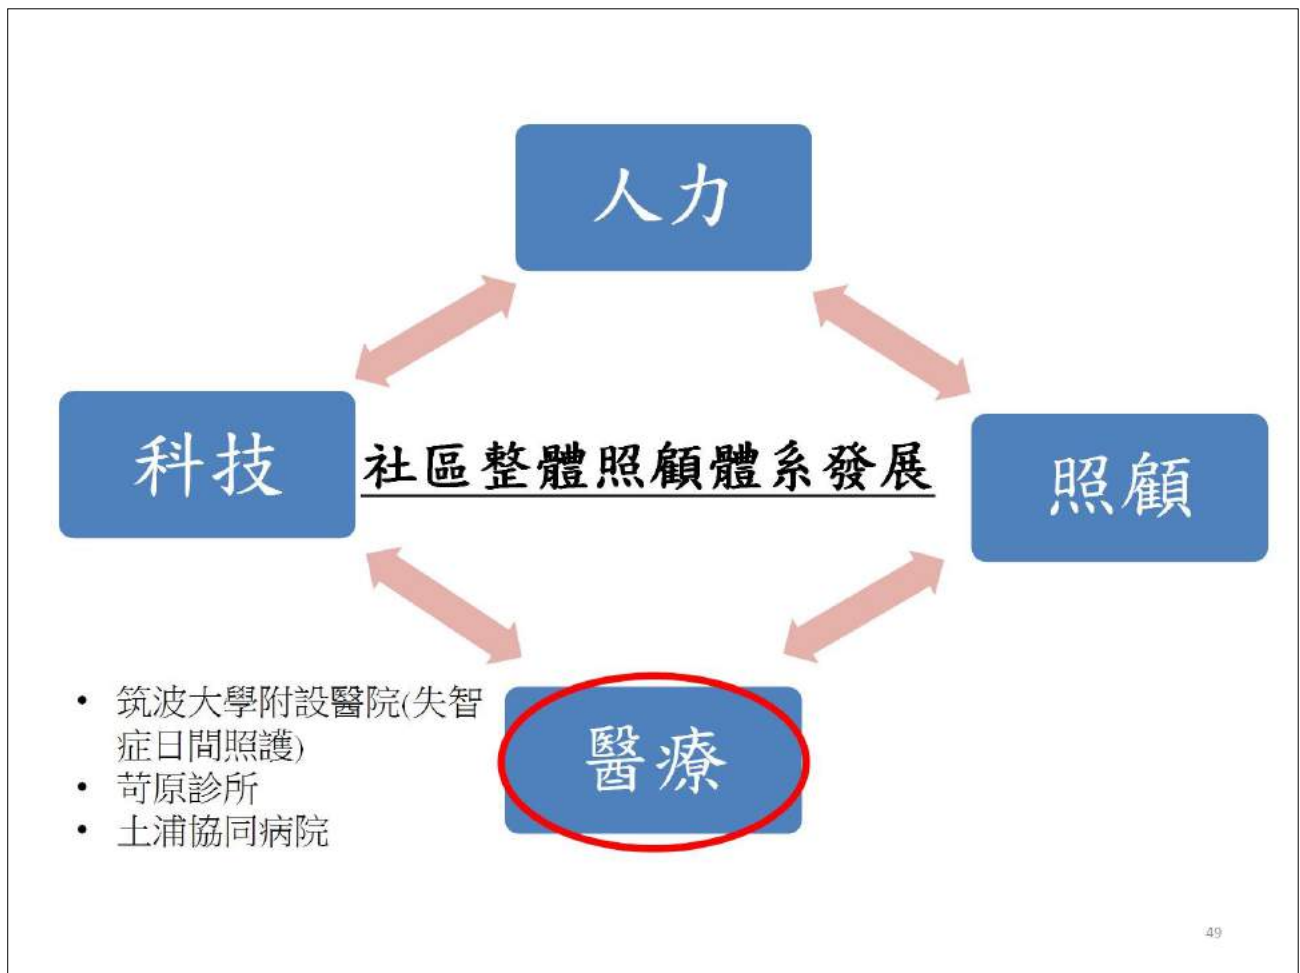 人力
科技
社區整體照顧體系發展
照顧
醫療
• 筑波大學附設醫院(失智
症日間照護)
• 苛原診所
• 土浦協同病院
49